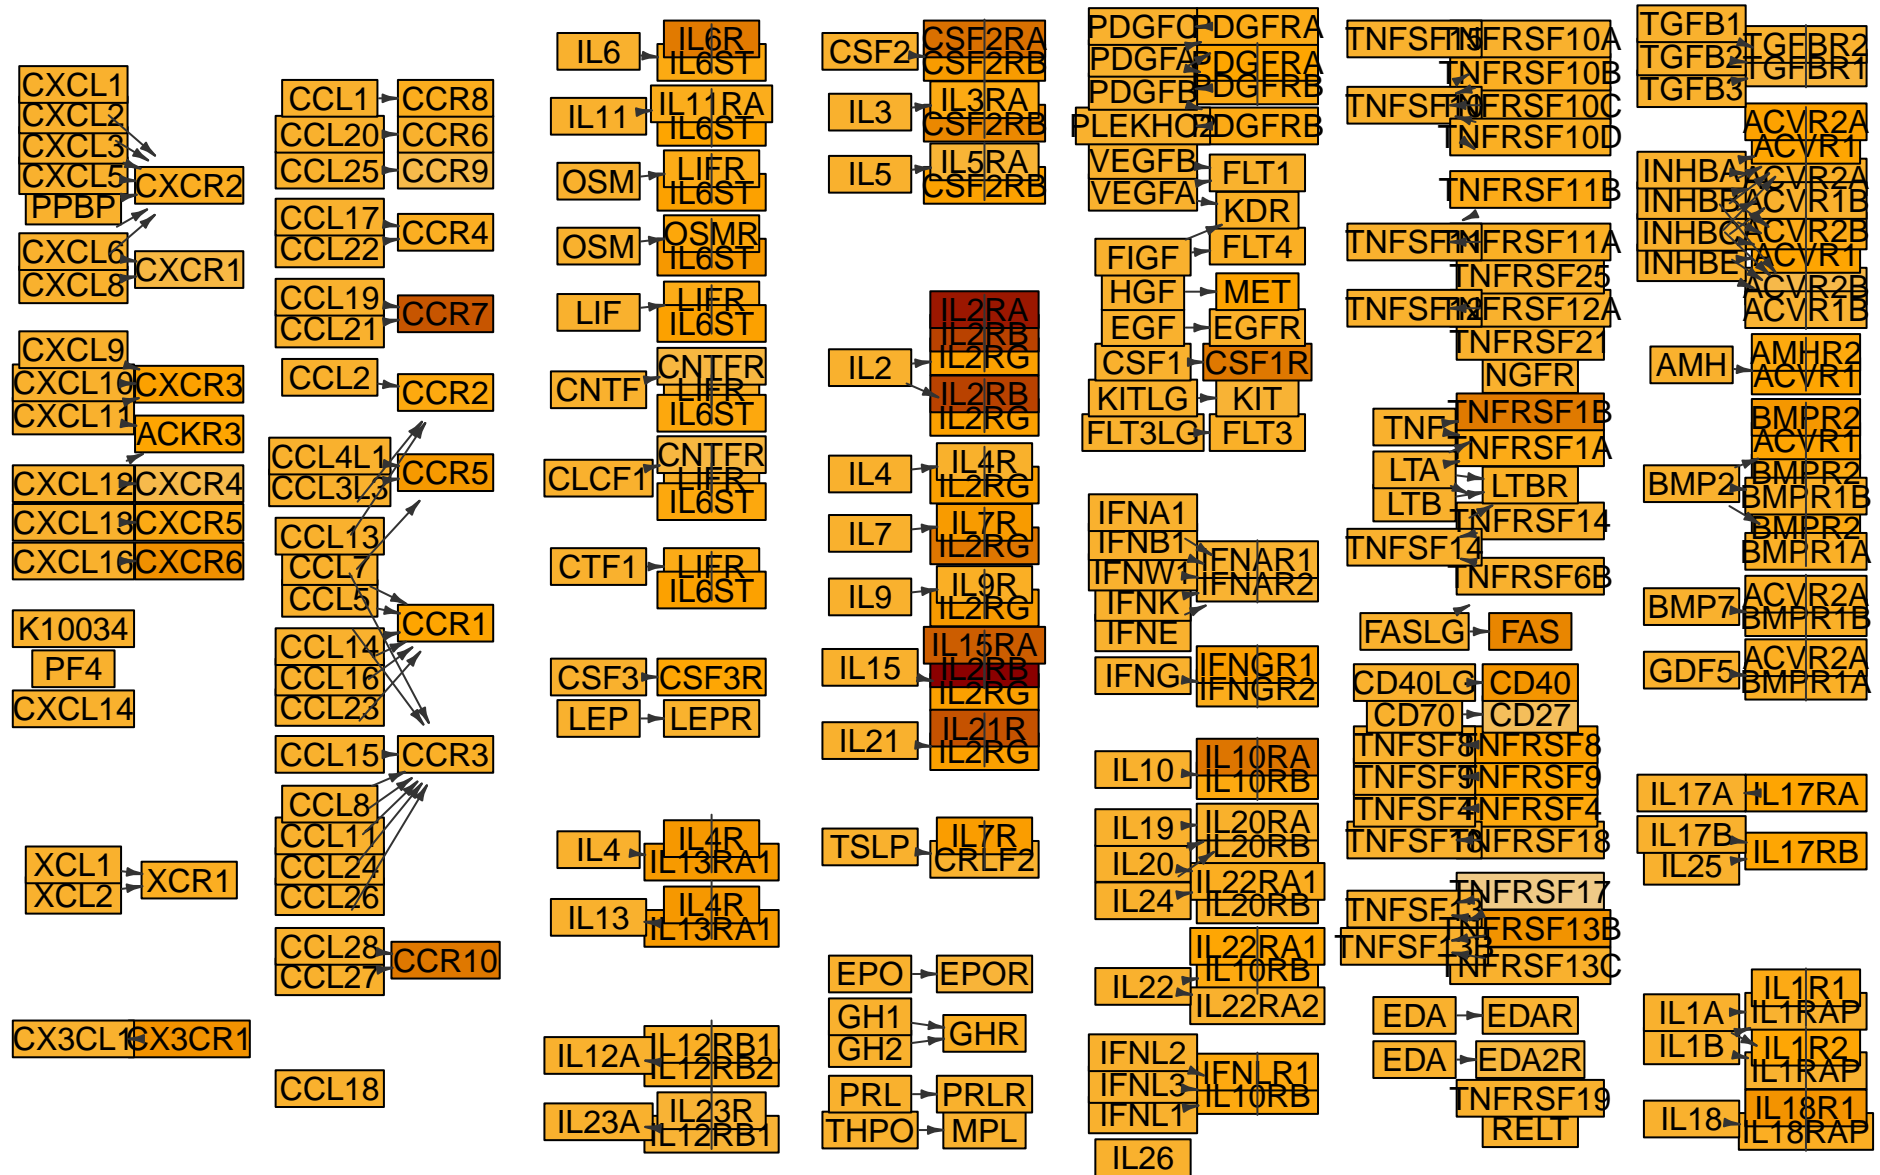 CXCL1
CXCL2
CXCL3
CXCL5
PPBP
CXCR2
CXCL6
CXCL8
CXCR1
CXCL9
CXCL10
CXCL11
CXCR3
ACKR3
CXCL12
CXCR4
CXCL13
CXCR5
CXCL16
CXCR6
K10034
PF4
CXCL14
XCL1
XCL2
XCR1
CX3CL1
CX3CR1
CCL1
CCR8
CCL20
CCR6
CCL25
CCR9
CCL17
CCL22
CCR4
CCL19
CCL21
CCR7
CCL2
CCR2
CCL4L1
CCL3L3
CCR5
CCL13
CCL7
CCL5
CCR1
CCL14
CCL16
CCL23
CCL15
CCR3
CCL8
CCL11
CCL24
CCL26
CCL28
CCL27
CCR10
CCL18
IL6
IL6R
IL6ST
IL11
IL11RA
IL6ST
OSM
LIFR
IL6ST
OSM
OSMR
IL6ST
LIF
LIFR
IL6ST
CNTF
CNTFR
LIFR
IL6ST
CLCF1
CNTFR
LIFR
IL6ST
CTF1
LIFR
IL6ST
CSF3
CSF3R
LEP
LEPR
IL4
IL4R
IL13RA1
IL13
IL4R
IL13RA1
IL12A
IL12RB1
IL12RB2
IL23A
IL23R
IL12RB1
CSF2
CSF2RA
CSF2RB
IL3
IL3RA
CSF2RB
IL5
IL5RA
CSF2RB
IL2
IL2RA
IL2RB
IL2RG
IL2RB
IL2RG
IL4
IL4R
IL2RG
IL7
IL7R
IL2RG
IL9
IL9R
IL2RG
IL15
IL15RA
IL2RB
IL2RG
IL21
IL21R
IL2RG
TSLP
IL7R
CRLF2
EPO
EPOR
GH1
GH2
GHR
PRL
PRLR
THPO
MPL
PDGFC
PDGFRA
PDGFA
PDGFRA
PDGFB
PDGFRB
PLEKHO2
PDGFRB
VEGFB
VEGFA
FLT1
KDR
FIGF
FLT4
HGF
MET
EGF
EGFR
CSF1
CSF1R
KITLG
KIT
FLT3LG
FLT3
IFNA1
IFNB1
IFNW1
IFNK
IFNE
IFNAR1
IFNAR2
IFNG
IFNGR1
IFNGR2
IL10
IL10RA
IL10RB
IL19
IL20
IL24
IL20RA
IL20RB
IL22RA1
IL20RB
IL22
IL22RA1
IL10RB
IL22RA2
IFNL2
IFNL3
IFNL1
IFNLR1
IL10RB
IL26
TNFSF15
TNFRSF10A
TNFRSF10B
TNFSF10
TNFRSF10C
TNFRSF10D
TNFRSF11B
TNFSF11
TNFRSF11A
TNFRSF25
TNFSF12
TNFRSF12A
TNFRSF21
NGFR
TNF
TNFRSF1B
TNFRSF1A
LTA
LTB
LTBR
TNFRSF14
TNFSF14
TNFRSF6B
FASLG
FAS
CD40LG
CD40
CD70
CD27
TNFSF8
TNFRSF8
TNFSF9
TNFRSF9
TNFSF4
TNFRSF4
TNFSF18
TNFRSF18
TNFRSF17
TNFSF13
TNFRSF13B
TNFSF13B
TNFRSF13C
EDA
EDAR
EDA
EDA2R
TNFRSF19
RELT
TGFB1
TGFB2
TGFB3
TGFBR2
TGFBR1
ACVR2A
ACVR1
INHBA
ACVR2A
INHBB
ACVR1B
INHBC
ACVR2B
ACVR1
INHBE
ACVR2B
ACVR1B
AMH
AMHR2
ACVR1
BMPR2
ACVR1
BMP2
BMPR2
BMPR1B
BMPR2
BMPR1A
BMP7
ACVR2A
BMPR1B
GDF5
ACVR2A
BMPR1A
IL17A
IL17RA
IL17B
IL25
IL17RB
IL1A
IL1B
IL1R1
IL1RAP
IL1R2
IL1RAP
IL18
IL18R1
IL18RAP